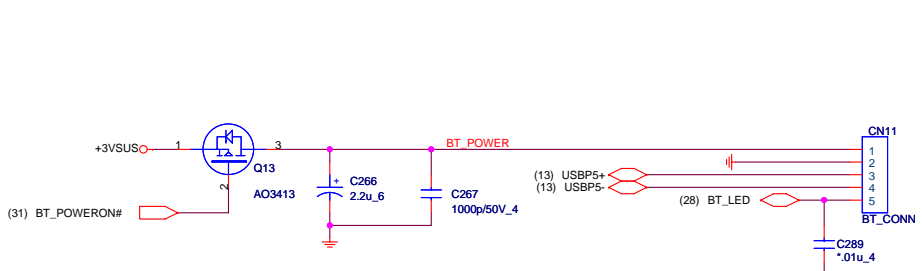 CN11
+3VSUS 1 3 BT_POWER 1
Q13 2
2 AO3413 C266 + 2.2u_6 C267 1000p/50V_4
(13) USBP5+ 3
(13) USBP5- 4
(31) BT_POWERON# (28) BT_LED 5
BT_CONN
C289
*.01u_4